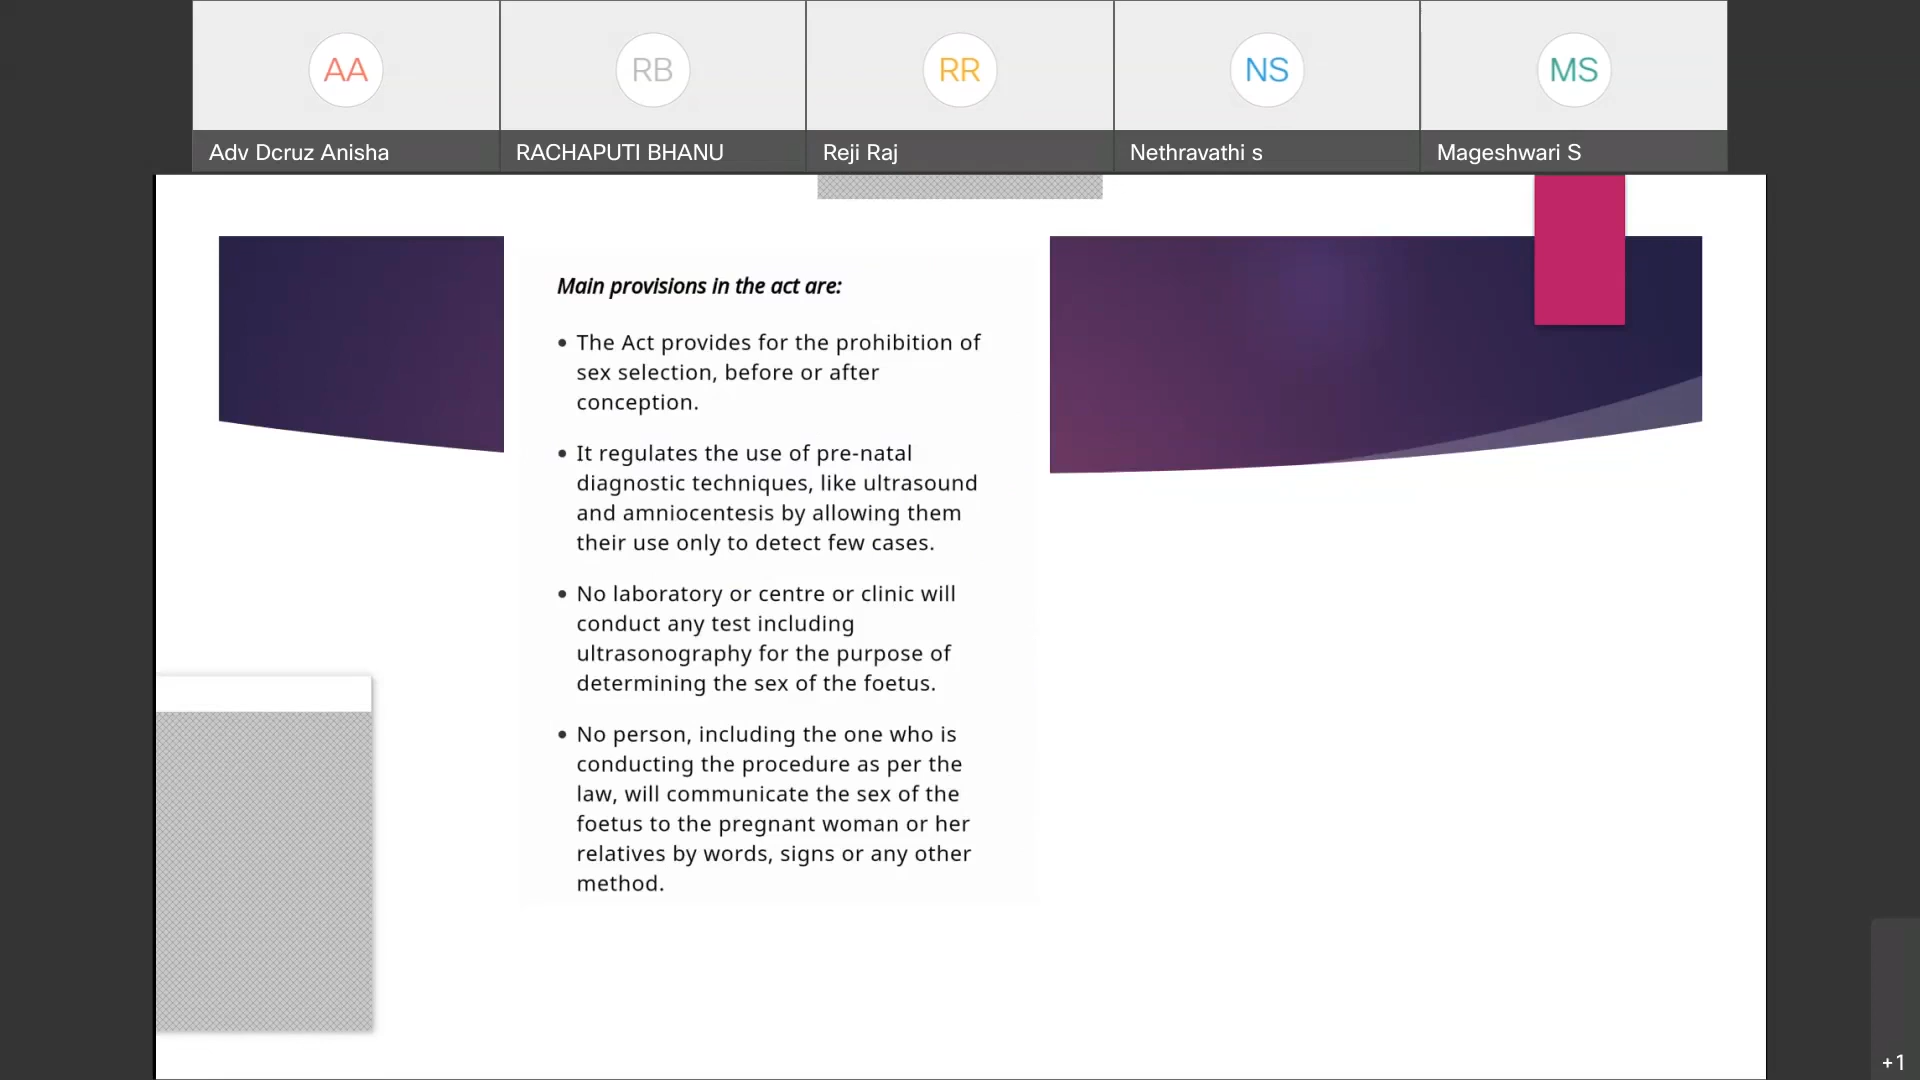 AA
RB
RR
NS
MS
Adv Dcruz Anisha
RACHAPUTI BHANU
Reji Raj
Nethravathi s
Mageshwari S
Main provisions in the act are:
• The Act provides for the prohibition of
sex selection, before or after
conception.
• It regulates the use of pre-natal
diagnostic techniques, like ultrasound
and amniocentesis by allowing them
their use only to detect few cases.
• No laboratory or centre or clinic will
conduct any test including
ultrasonography for the purpose of
determining the sex of the foetus.
• No person, including the one who is
conducting the procedure as per the
law, will communicate the sex of the
foetus to the pregnant woman or her
relatives by words, signs or any other
method.
+1